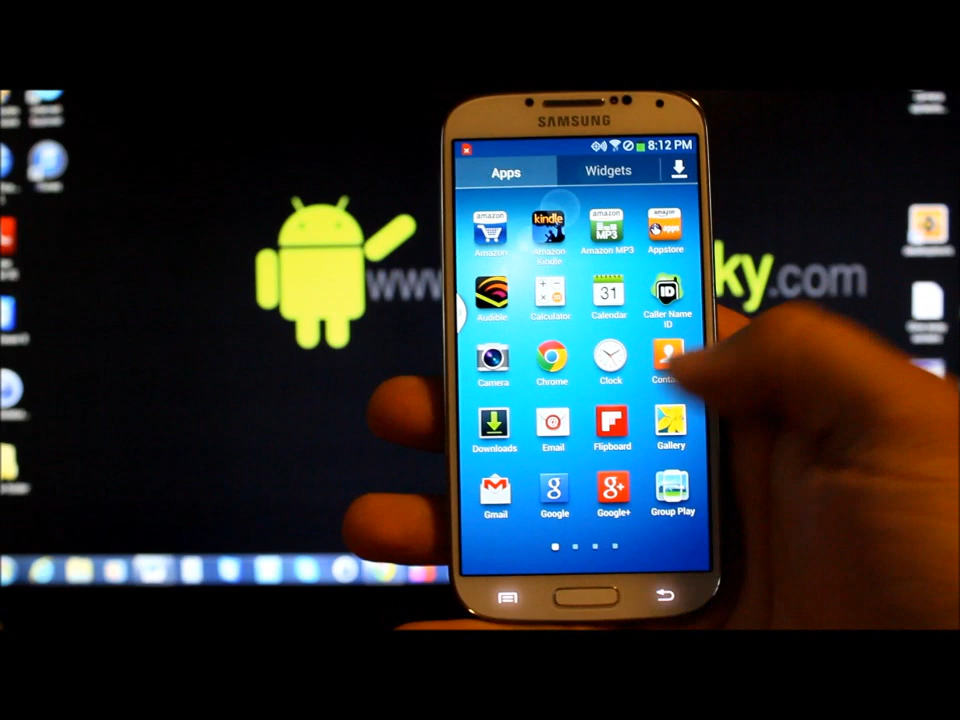 SAMSUNG
8:12 PM
Apps
Widgets
amazon
kindle
amazon
MP3
amazon
apps
Amazon
Amazon
Kindle
Amazon MP3
Appstore
31
ID
Audible
Calculator
Calendar
Caller Name
ID
Camera
Chrome
Clock
Downloads
Email
Flipboard
Gallery
g
g+
Gmail
Google
Google+
Group Play
www.
ky.com